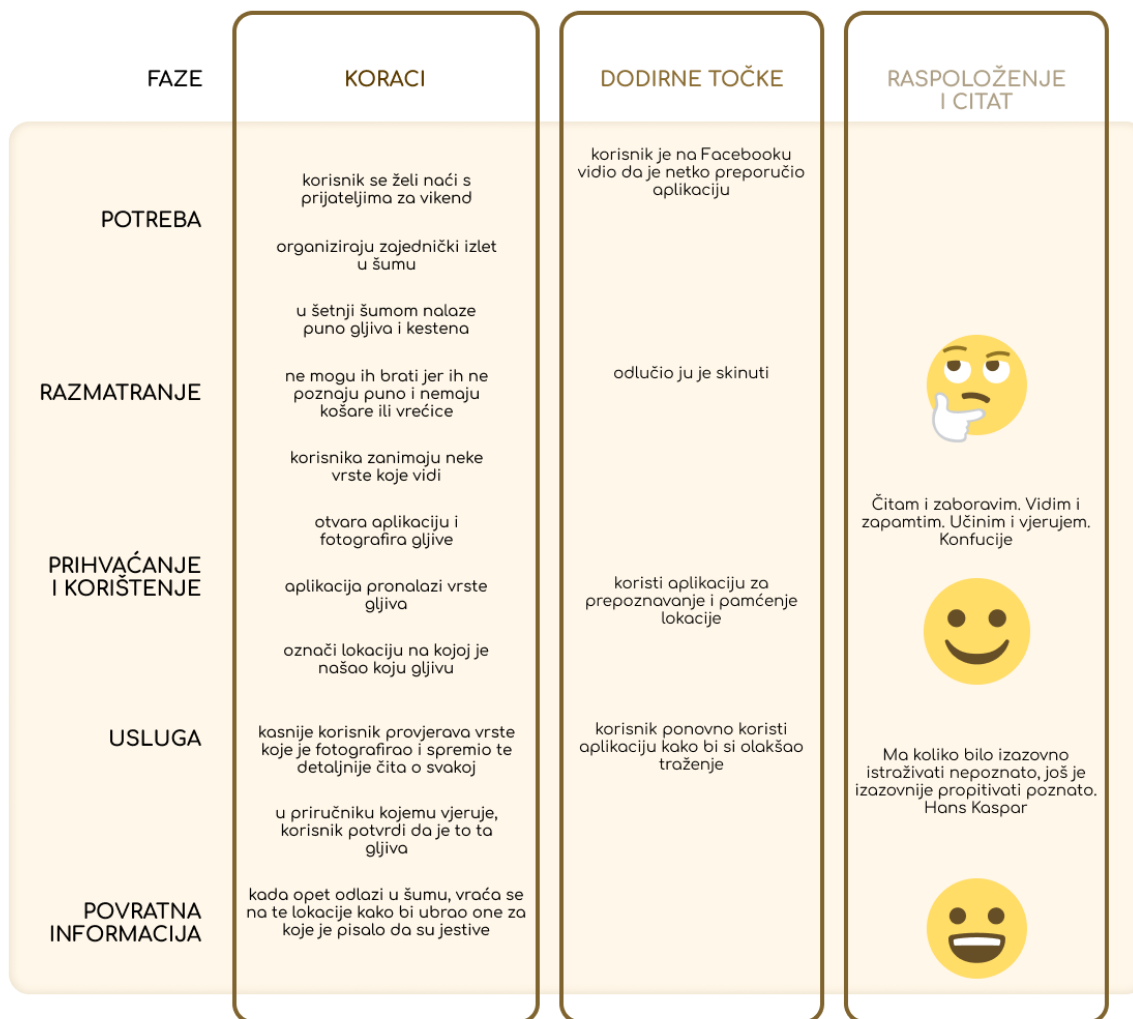 FAZE
KORACI
DODIRNE TOČKE
RASPOLOŽENJE
I CITAT
POTREBA
korisnik se želi naći s
prijateljima za vikend
organiziraju zajednički izlet
u šumu
korisnik je na Facebooku
vidio da je netko preporučio
aplikaciju
RAZMATRANJE
u šetnji šumom nalaze
puno gljiva i kestena
ne mogu ih brati jer ih ne
poznaju puno i nemaju
košare ili vrećice
korisnika zanimaju neke
vrste koje vidi
odlučio ju je skinuti
PRIHVAĆANJE
I KORIŠTENJE
otvara aplikaciju i
fotografira gljive
aplikacija pronalazi vrste
gljiva
označi lokaciju na kojoj je
našao koju gljivu
koristi aplikaciju za
prepoznavanje i pamćenje
lokacije
Čitam i zaboravim. Vidim i
zapamtim. Učinim i vjerujem.
Konfucije
USLUGA
kasnije korisnik provjerava vrste
koje je fotografirao i spremio te
detaljnije čita o svakoj
u priručniku kojemu vjeruje,
korisnik potvrdi da je to ta
gljiva
korisnik ponovno koristi
aplikaciju kako bi si olakšao
traženje
Ma koliko bilo izazovno
istraživati nepoznato, još je
izazovnije propitivati poznato.
Hans Kaspar
POVRATNA
INFORMACIJA
kada opet odlazi u šumu, vraća se
na te lokacije kako bi ubrao one za
koje je pisalo da su jestive